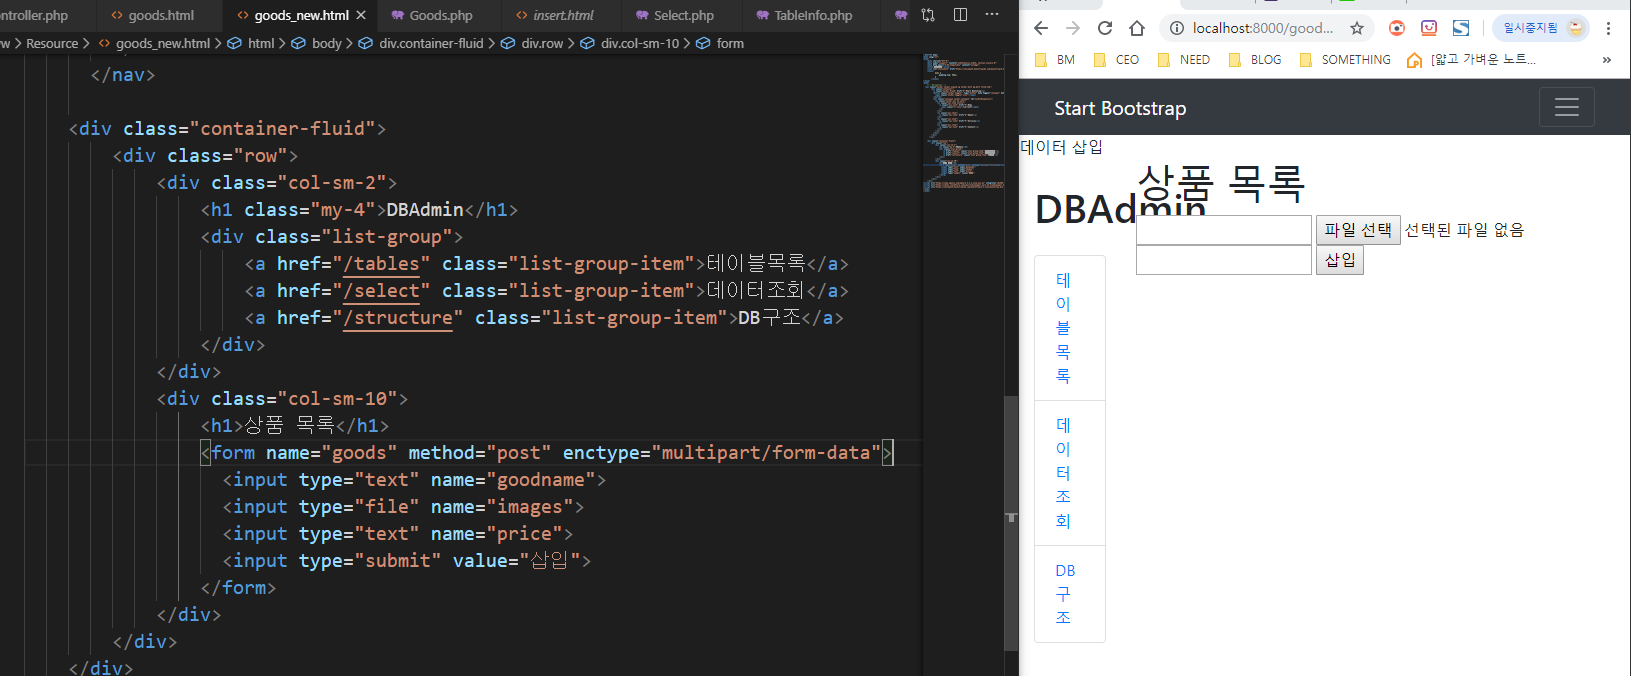 ontroller.php goods.html goods_new.html Goods.php insert.html Select.php TableInfo.php
w > Resource > goods_new.html > html > body > div.container-fluid > div.row > div.col-sm-10 > form
</nav>
<div class="container-fluid">
<div class="row">
<div class="col-sm-2">
<h1 class="my-4">DBAdmin</h1>
<div class="list-group">
<a href="/tables" class="list-group-item">테이블목록</a>
<a href="/select" class="list-group-item">데이터조회</a>
<a href="/structure" class="list-group-item">DB구조</a>
</div>
</div>
<div class="col-sm-10">
<h1>상품 목록</h1>
<form name="goods" method="post" enctype="multipart/form-data">
<input type="text" name="goodname">
<input type="file" name="images">
<input type="text" name="price">
<input type="submit" value="삽입">
</form>
</div>
</div>
</div>
localhost:8000/good... 일시중지됨
BM CEO NEED BLOG SOMETHING [얇고 가벼운 노트... »
Start Bootstrap
데이터 삽입
상품 목록
DBAdmin
파일 선택 선택된 파일 없음
삽입
테
이
블
목
록
데
이
터
조
회
DB
구
조